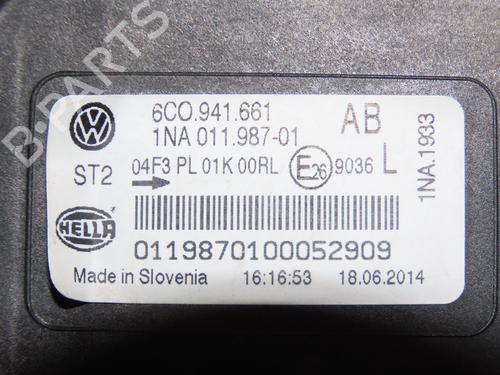 B-PARTS
6C0.941.661 AB
1NA 011.987-01
ST2 04F3 PL 01K 00RL E26 9036 L
1NA.1933
HELLA
0119870100052909
Made in Slovenia 16:16:53 18.06.2014